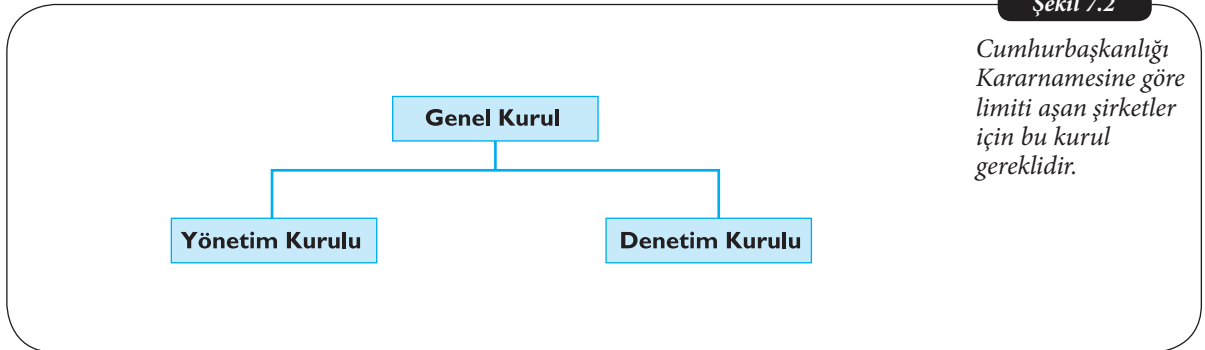 Şekil 7.2
Cumhurbaşkanlığı
Kararnamesine göre
limiti aşan şirketler
için bu kurul
gereklidir.
Genel Kurul
Yönetim Kurulu
Denetim Kurulu